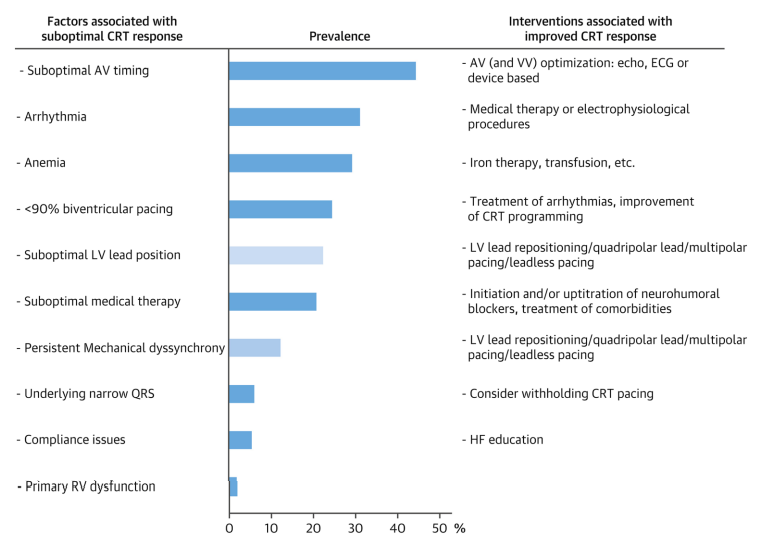 Factors associated with
suboptimal CRT response
Prevalence
Interventions associated with
improved CRT response
- Suboptimal AV timing
- AV (and VV) optimization: echo, ECG or
device based
- Arrhythmia
- Medical therapy or electrophysiological
procedures
- Anemia
- Iron therapy, transfusion, etc.
- <90% biventricular pacing
- Treatment of arrhythmias, improvement
of CRT programming
- Suboptimal LV lead position
- LV lead repositioning/quadripolar lead/multipolar
pacing/leadless pacing
- Suboptimal medical therapy
- Initiation and/or uptitration of neurohumoral
blockers, treatment of comorbidities
- Persistent Mechanical dyssynchrony
- LV lead repositioning/quadripolar lead/multipolar
pacing/leadless pacing
- Underlying narrow QRS
- Consider withholding CRT pacing
- Compliance issues
- HF education
- Primary RV dysfunction
0 10 20 30 40 50 %